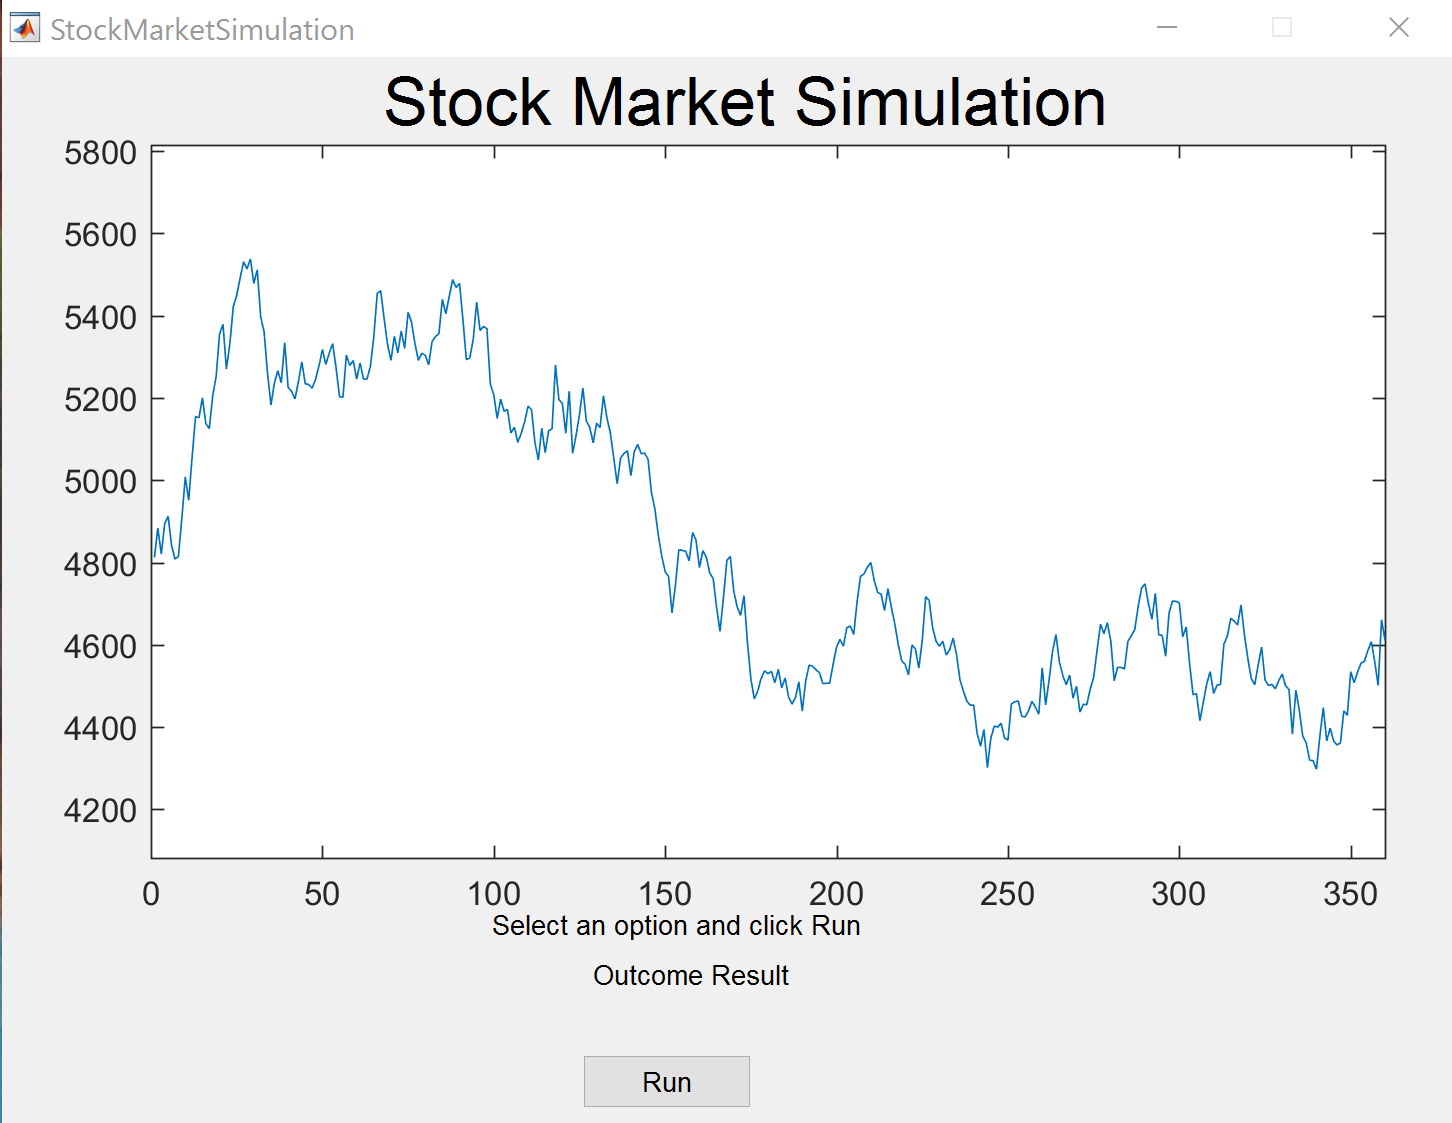 StockMarketSimulation
Stock Market Simulation
5800
5600
5400
5200
5000
4800
4600
4400
4200
0 50 100 150 200 250 300 350
Select an option and click Run
Outcome Result
Run